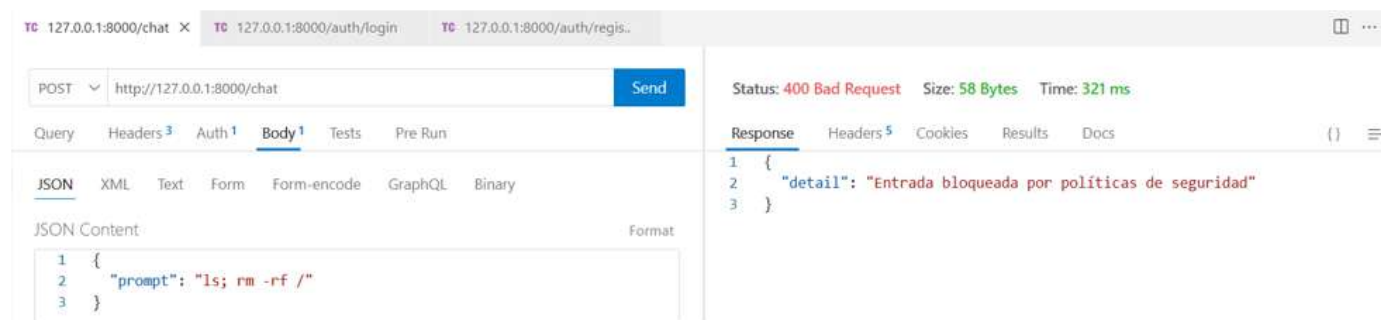 TC 127.0.0.1:8000/chat × TC 127.0.0.1:8000/auth/login TC 127.0.0.1:8000/auth/regis..
POST http://127.0.0.1:8000/chat Send
Query Headers 3 Auth 1 Body 1 Tests Pre Run
JSON XML Text Form Form-encode GraphQL Binary
JSON Content Format
1 {
2 "prompt": "ls; rm -rf /"
3 }
Status: 400 Bad Request Size: 58 Bytes Time: 321 ms
Response Headers 5 Cookies Results Docs { }
1 {
2 "detail": "Entrada bloqueada por políticas de seguridad"
3 }